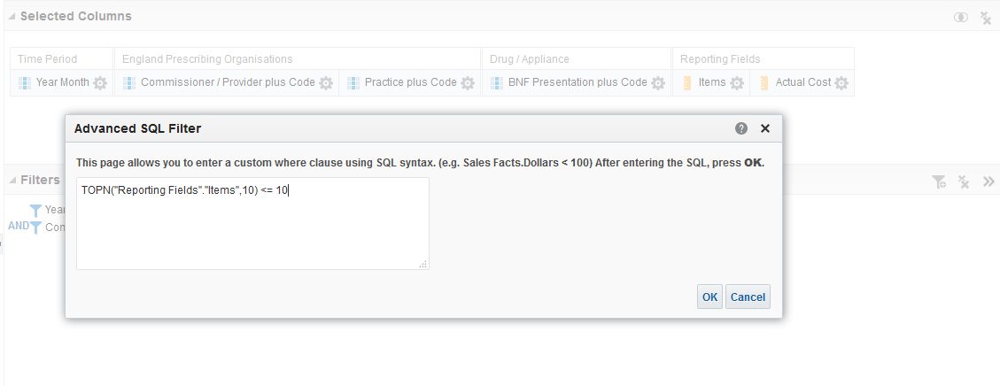 Selected Columns
Time Period England Prescribing Organisations Drug / Appliance Reporting Fields
Year Month Commissioner / Provider plus Code Practice plus Code BNF Presentation plus Code Items Actual Cost
Advanced SQL Filter
This page allows you to enter a custom where clause using SQL syntax. (e.g. Sales Facts.Dollars < 100) After entering the SQL, press OK.
TOPN("Reporting Fields"."Items",10) <= 10
Filters
AND
OK Cancel